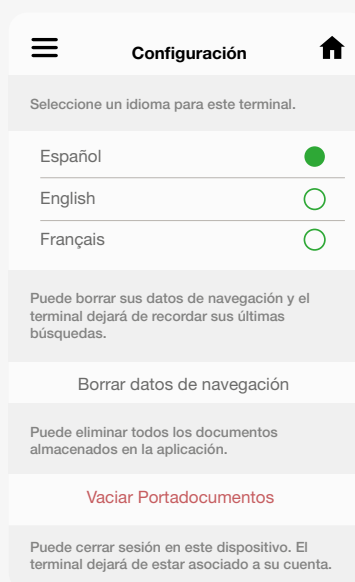 Configuración
Seleccione un idioma para este terminal.
Español
English
Français
Puede borrar sus datos de navegación y el
terminal dejará de recordar sus últimas
búsquedas.
Borrar datos de navegación
Puede eliminar todos los documentos
almacenados en la aplicación.
Vaciar Portadocumentos
Puede cerrar sesión en este dispositivo. El
terminal dejará de estar asociado a su cuenta.